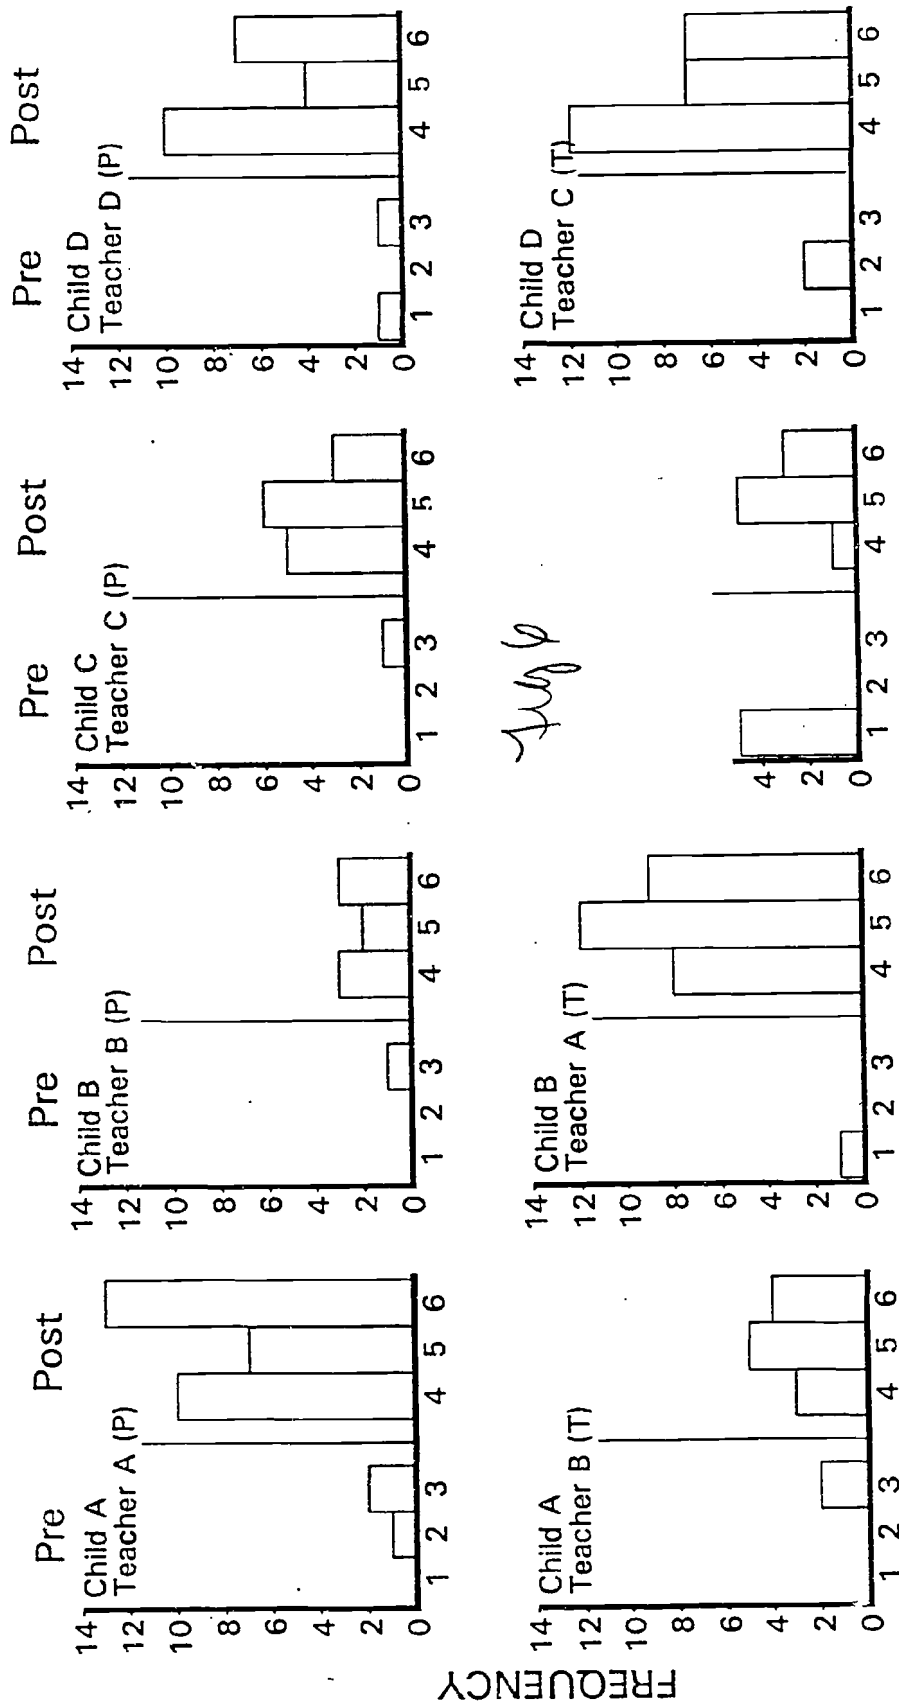 Pre Post Pre Post Pre Post Pre Post
FREQUENCY
Child A
Teacher A (P)
14
12
10
8
6
4
2
0
1 2 3 4 5 6
Child B
Teacher B (P)
14
12
10
8
6
4
2
0
1 2 3 4 5 6
Child C
Teacher C (P)
14
12
10
8
6
4
2
0
1 2 3 4 5 6
Child D
Teacher D (P)
14
12
10
8
6
4
2
0
1 2 3 4 5 6
Child A
Teacher B (T)
14
12
10
8
6
4
2
0
1 2 3 4 5 6
Child B
Teacher A (T)
14
12
10
8
6
4
2
0
1 2 3 4 5 6
Fig 6
4
2
0
1 2 3 4 5 6
Child D
Teacher C (T)
14
12
10
8
6
4
2
0
1 2 3 4 5 6